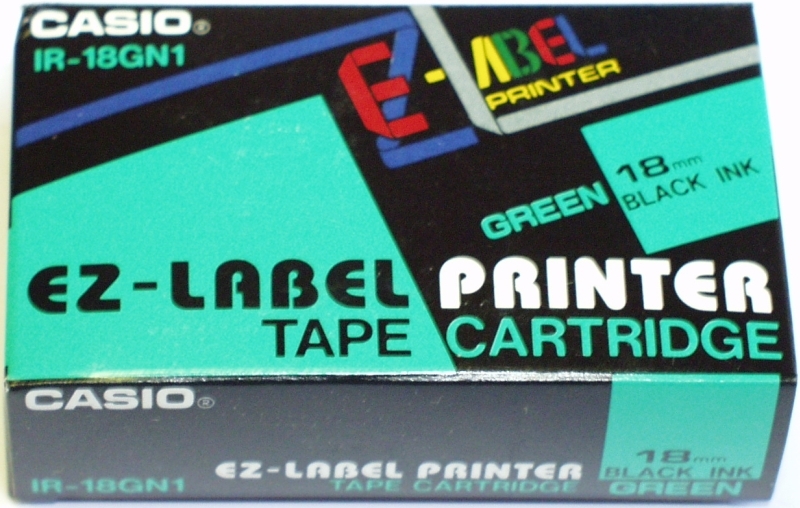 CASIO®
IR-18GN1
EZ-LABEL
PRINTER
18mm
BLACK INK
GREEN
EZ-LABEL PRINTER
TAPE CARTRIDGE
CASIO®
IR-18GN1
EZ-LABEL PRINTER
TAPE CARTRIDGE
18mm
BLACK INK
GREEN